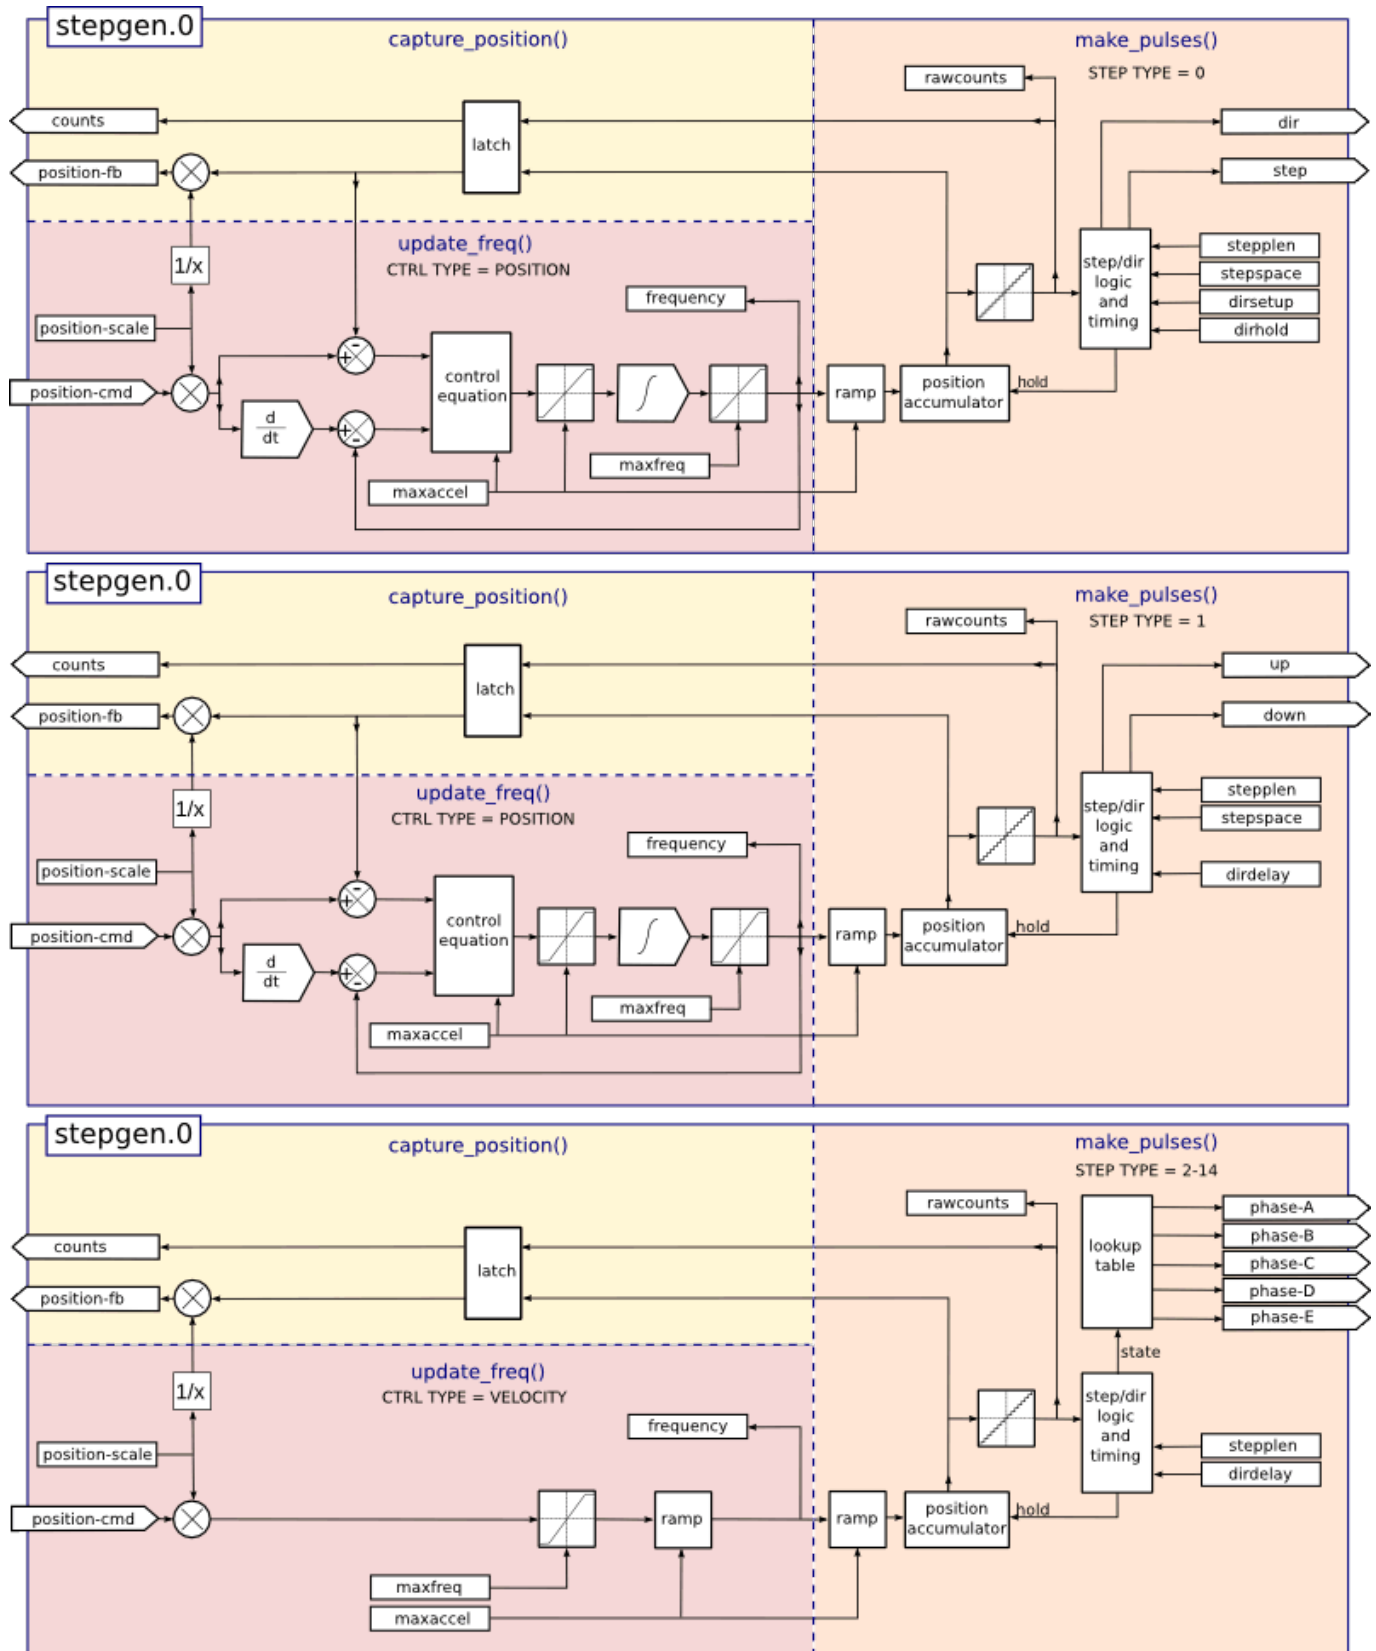 stepgen.0
capture_position()
make_pulses()
STEP TYPE = 0
rawcounts
counts
latch
dir
position-fb
step
update_freq()
CTRL TYPE = POSITION
1/x
frequency
step/dir
logic
and
timing
stepplen
stepspace
dirsetup
dirhold
position-scale
+
-
control
equation
position-cmd
∫
ramp
position
accumulator
hold
d
dt
+
-
maxfreq
maxaccel
stepgen.0
capture_position()
make_pulses()
STEP TYPE = 1
rawcounts
counts
latch
up
position-fb
down
update_freq()
CTRL TYPE = POSITION
1/x
frequency
step/dir
logic
and
timing
stepplen
stepspace
dirdelay
position-scale
+
-
control
equation
position-cmd
∫
ramp
position
accumulator
hold
d
dt
+
-
maxfreq
maxaccel
stepgen.0
capture_position()
make_pulses()
STEP TYPE = 2-14
rawcounts
counts
latch
lookup
table
phase-A
phase-B
phase-C
phase-D
phase-E
position-fb
state
update_freq()
CTRL TYPE = VELOCITY
1/x
frequency
step/dir
logic
and
timing
stepplen
dirdelay
position-scale
position-cmd
ramp
ramp
position
accumulator
hold
maxfreq
maxaccel